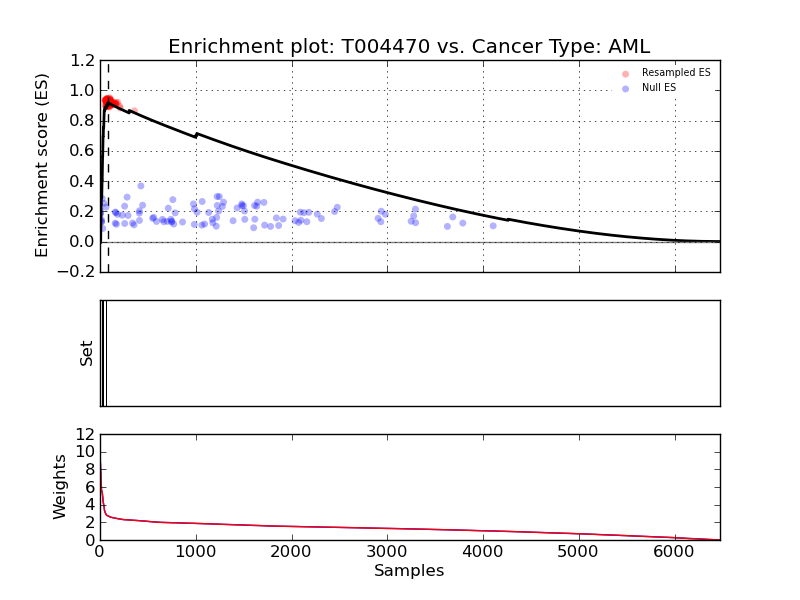 Enrichment plot: T004470 vs. Cancer Type: AML
1.2
1.0
0.8
0.6
0.4
0.2
0.0
−0.2
Enrichment score (ES)
Resampled ES
Null ES
Set
12
10
8
6
4
2
0
Weights
0 1000 2000 3000 4000 5000 6000
Samples